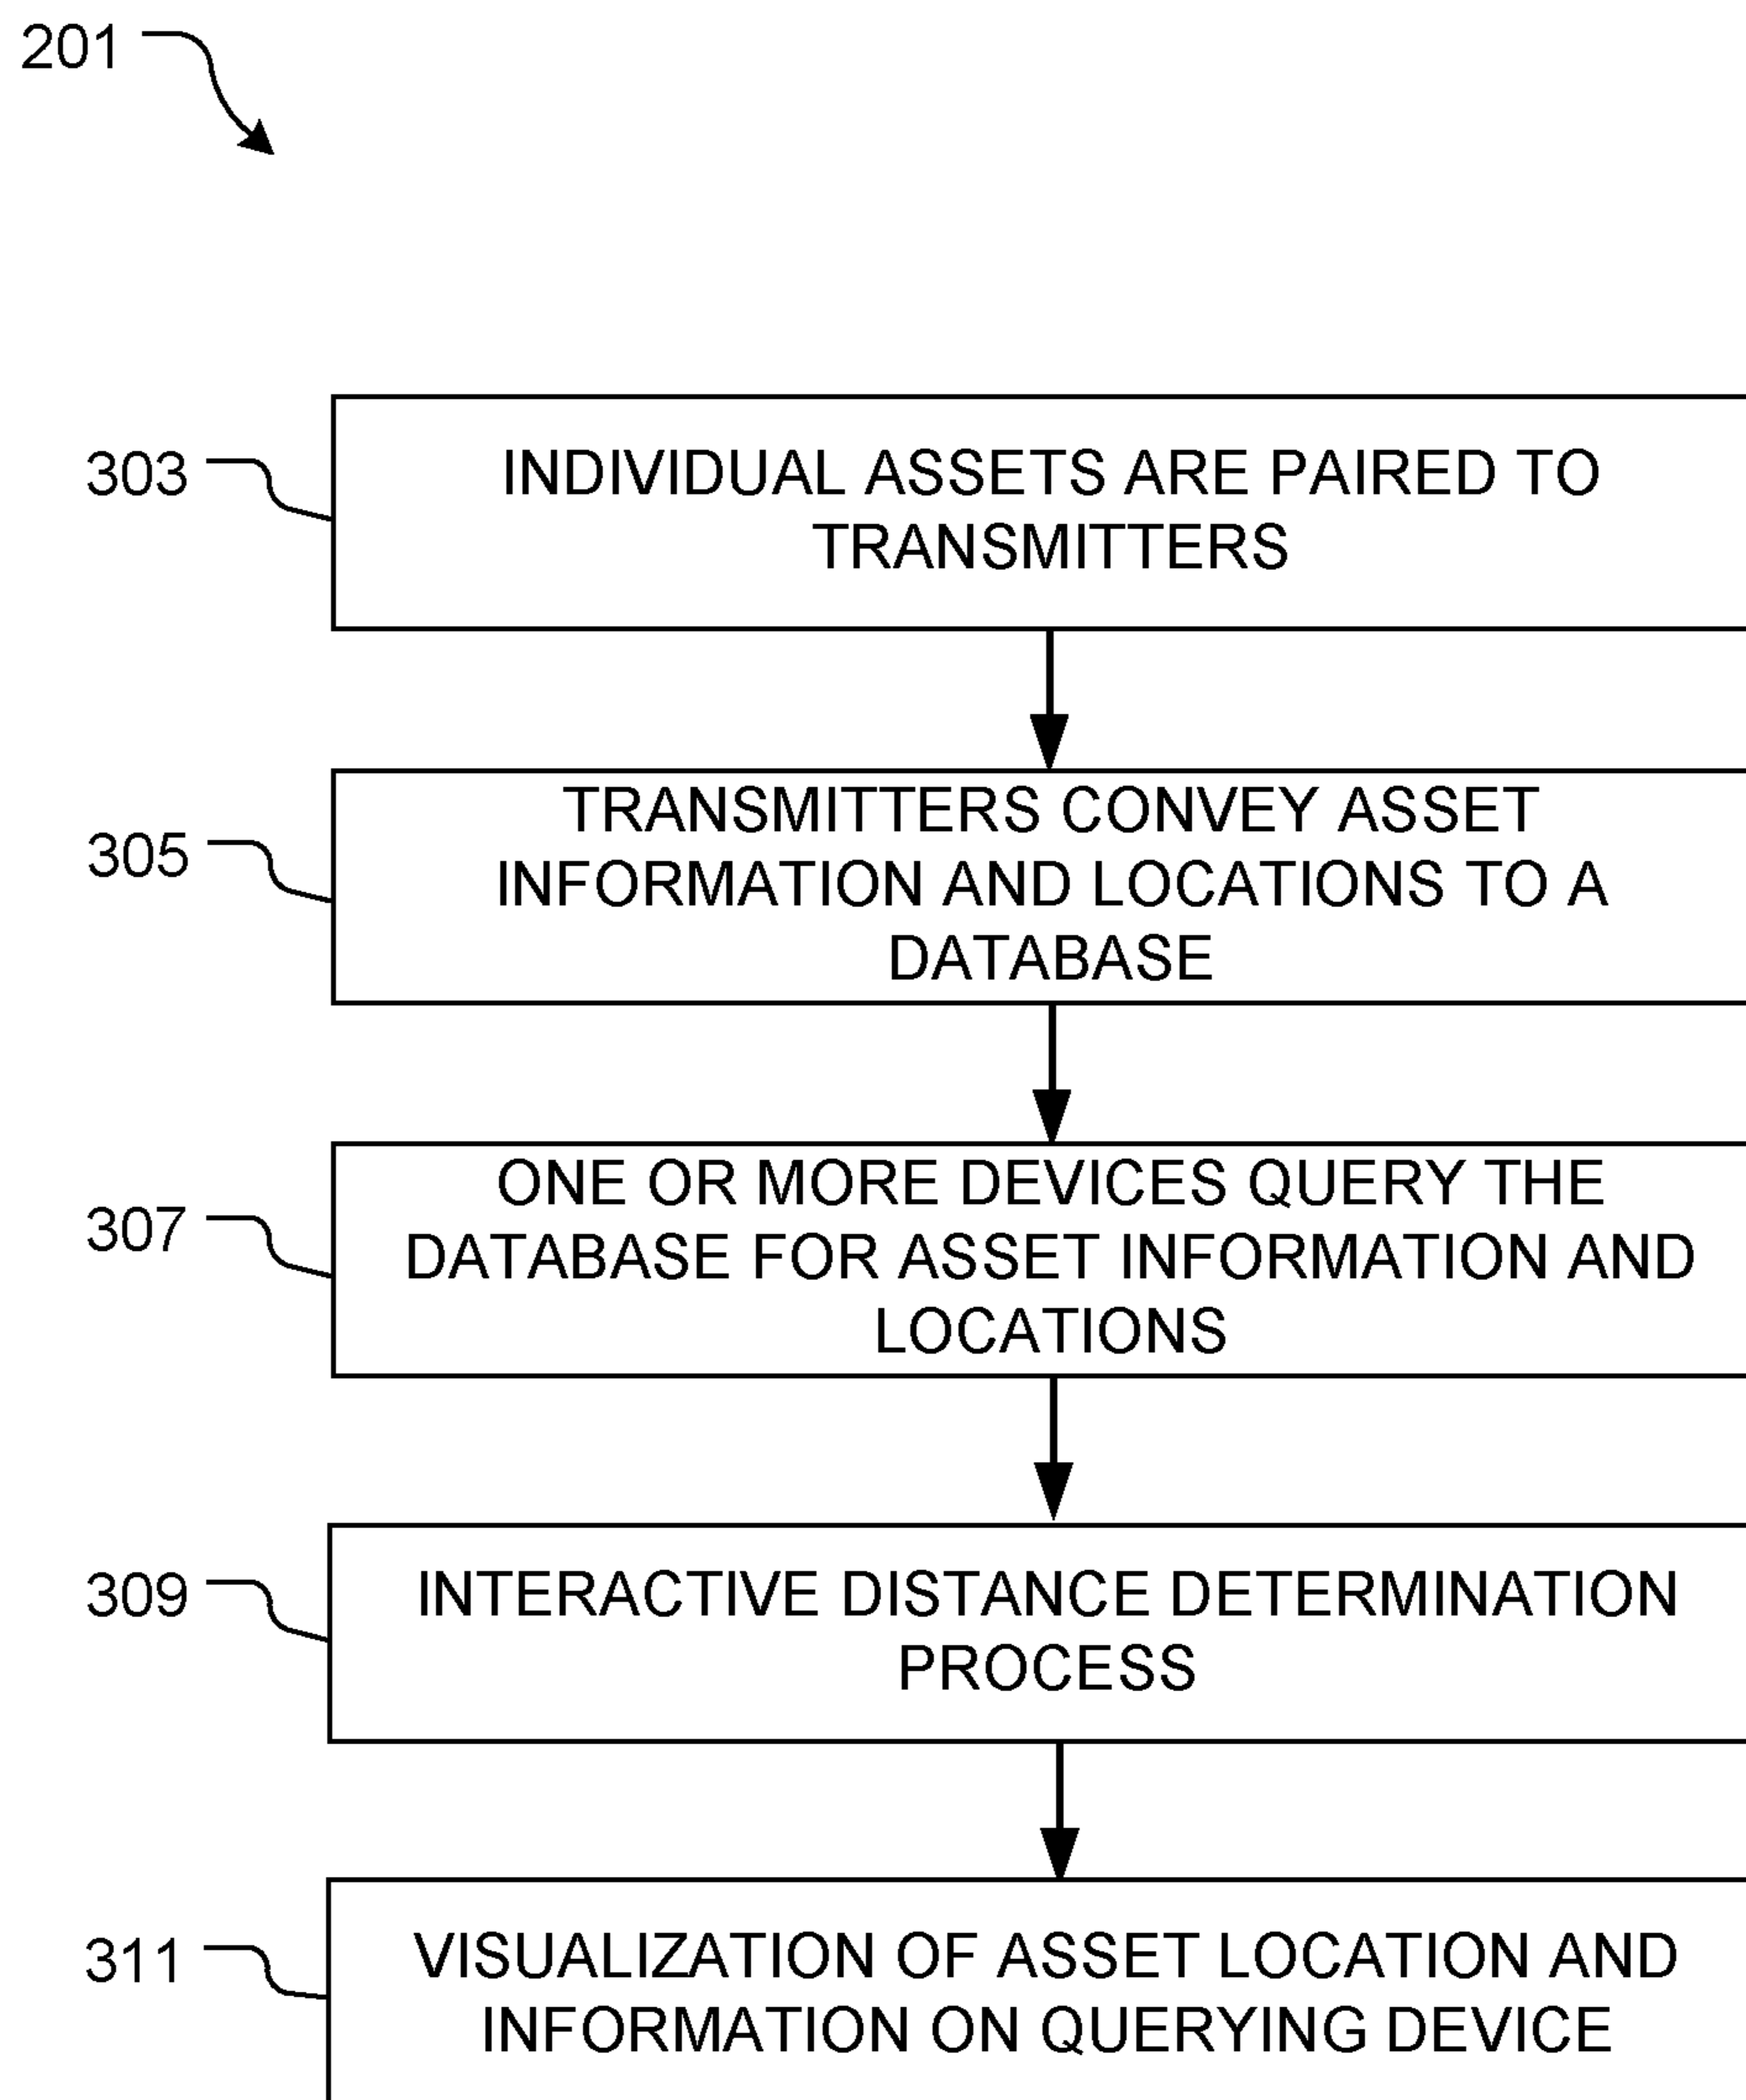 201
303
INDIVIDUAL ASSETS ARE PAIRED TO
TRANSMITTERS
305
TRANSMITTERS CONVEY ASSET
INFORMATION AND LOCATIONS TO A
DATABASE
307
ONE OR MORE DEVICES QUERY THE
DATABASE FOR ASSET INFORMATION AND
LOCATIONS
309
INTERACTIVE DISTANCE DETERMINATION
PROCESS
311
VISUALIZATION OF ASSET LOCATION AND
INFORMATION ON QUERYING DEVICE